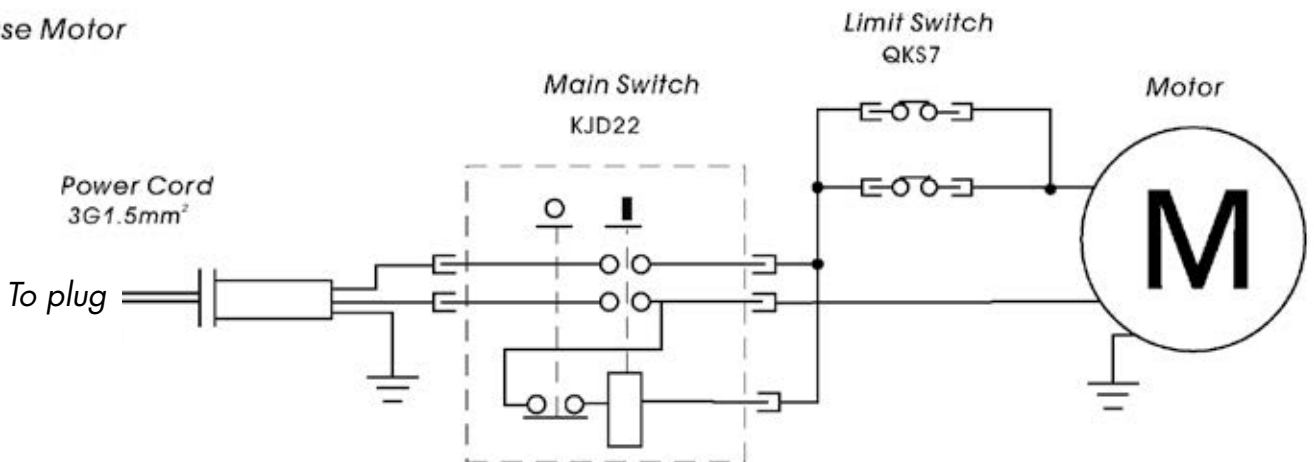 se Motor
Limit Switch
QKS7
Main Switch
KJD22
Motor
Power Cord
3G1.5mm²
To plug
M